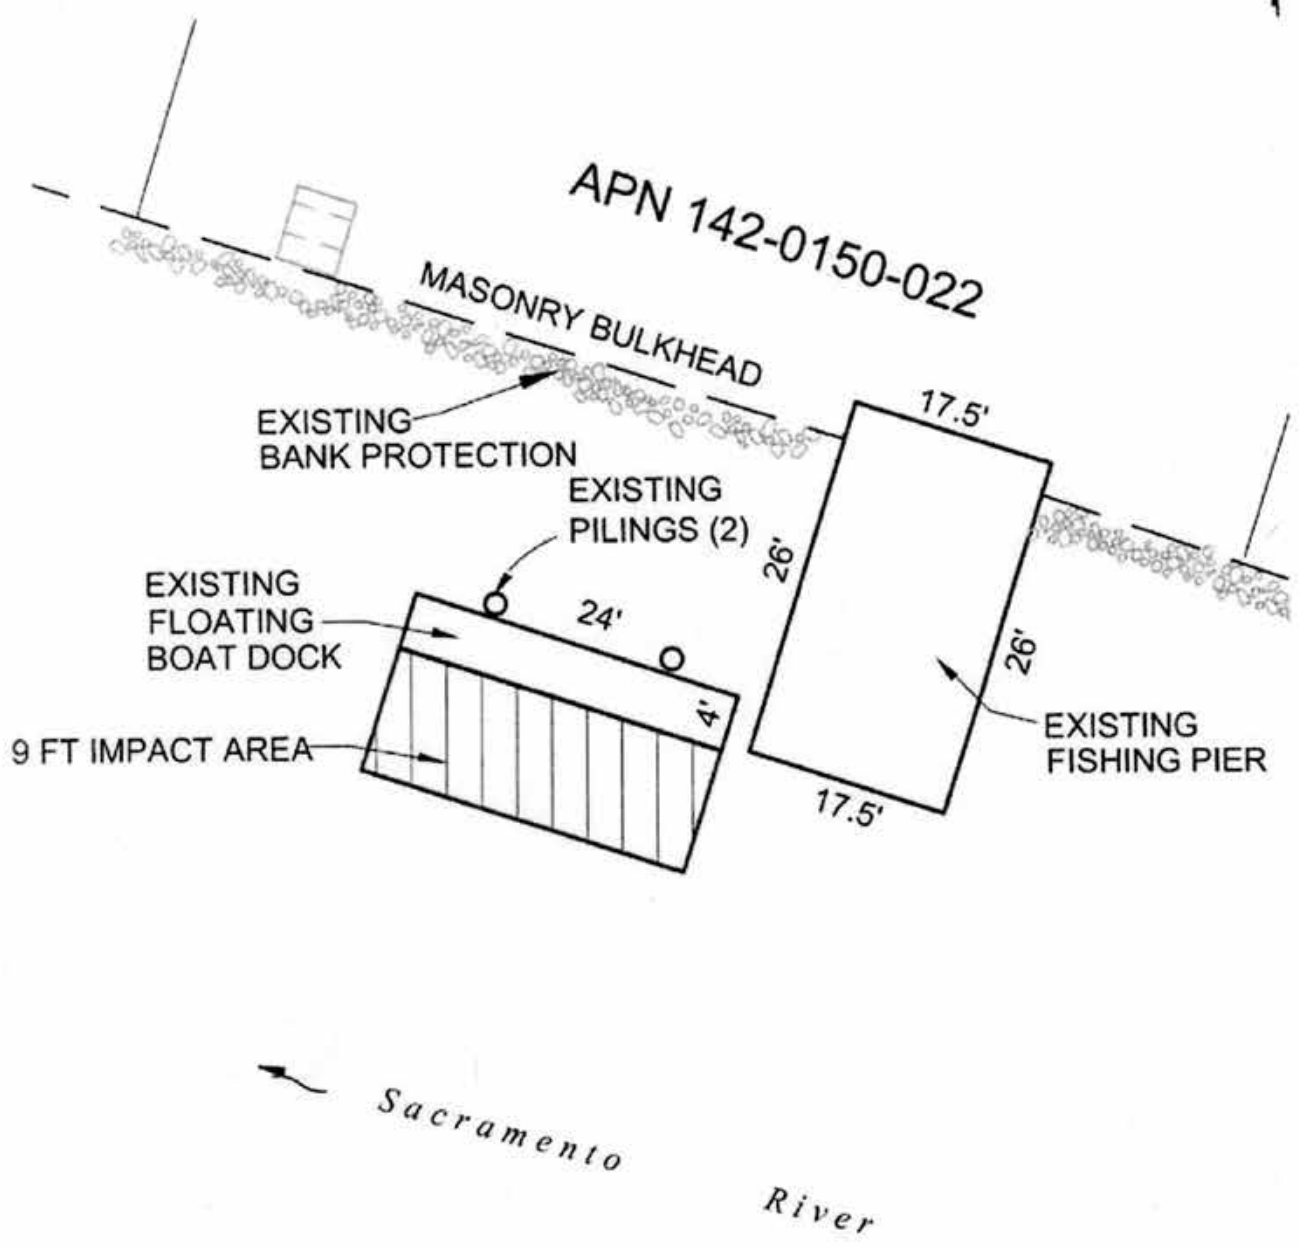 APN 142-0150-022
MASONRY BULKHEAD
17.5'
EXISTING
BANK PROTECTION
EXISTING
PILINGS (2)
26'
EXISTING
FLOATING
BOAT DOCK
24'
26'
4'
9 FT IMPACT AREA
EXISTING
FISHING PIER
17.5'
Sacramento
River